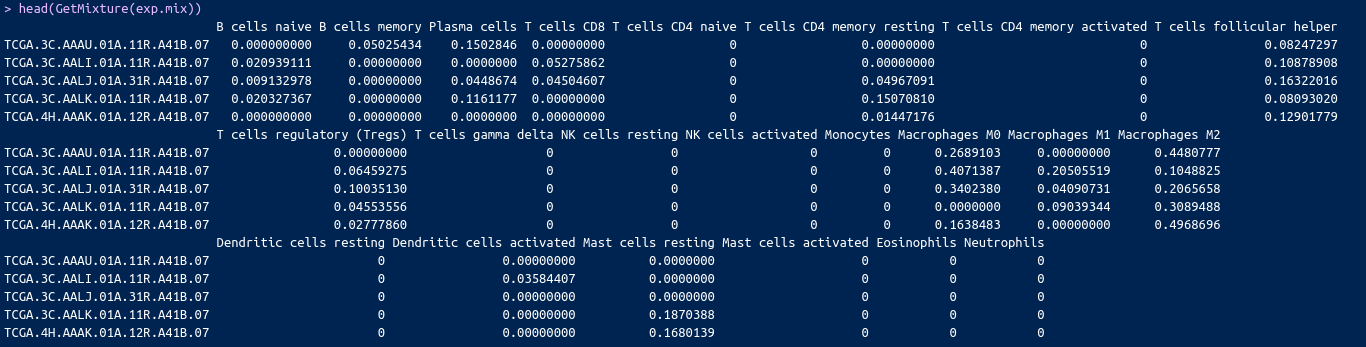 > head(GetMixture(exp.mix))
B cells naive B cells memory Plasma cells T cells CD8 T cells CD4 naive T cells CD4 memory resting T cells CD4 memory activated T cells follicular helper
TCGA.3C.AAAU.01A.11R.A41B.07 0.000000000 0.05025434 0.1502846 0.00000000 0 0.00000000 0 0.08247297
TCGA.3C.AALI.01A.11R.A41B.07 0.020939111 0.00000000 0.0000000 0.05275862 0 0.00000000 0 0.10878908
TCGA.3C.AALJ.01A.31R.A41B.07 0.009132978 0.00000000 0.0448674 0.04504607 0 0.04967091 0 0.16322016
TCGA.3C.AALK.01A.11R.A41B.07 0.020327367 0.00000000 0.1161177 0.00000000 0 0.15070810 0 0.08093020
TCGA.4H.AAAK.01A.12R.A41B.07 0.000000000 0.00000000 0.0000000 0.00000000 0 0.01447176 0 0.12901779
T cells regulatory (Tregs) T cells gamma delta NK cells resting NK cells activated Monocytes Macrophages M0 Macrophages M1 Macrophages M2
TCGA.3C.AAAU.01A.11R.A41B.07 0.00000000 0 0 0 0 0.2689103 0.00000000 0.4480777
TCGA.3C.AALI.01A.11R.A41B.07 0.06459275 0 0 0 0 0.4071387 0.20505519 0.1048825
TCGA.3C.AALJ.01A.31R.A41B.07 0.10035130 0 0 0 0 0.3402380 0.04090731 0.2065658
TCGA.3C.AALK.01A.11R.A41B.07 0.04553556 0 0 0 0 0.0000000 0.09039344 0.3089488
TCGA.4H.AAAK.01A.12R.A41B.07 0.02777860 0 0 0 0 0.1638483 0.00000000 0.4968696
Dendritic cells resting Dendritic cells activated Mast cells resting Mast cells activated Eosinophils Neutrophils
TCGA.3C.AAAU.01A.11R.A41B.07 0 0.00000000 0.0000000 0 0 0
TCGA.3C.AALI.01A.11R.A41B.07 0 0.03584407 0.0000000 0 0 0
TCGA.3C.AALJ.01A.31R.A41B.07 0 0.00000000 0.0000000 0 0 0
TCGA.3C.AALK.01A.11R.A41B.07 0 0.00000000 0.1870388 0 0 0
TCGA.4H.AAAK.01A.12R.A41B.07 0 0.00000000 0.1680139 0 0 0